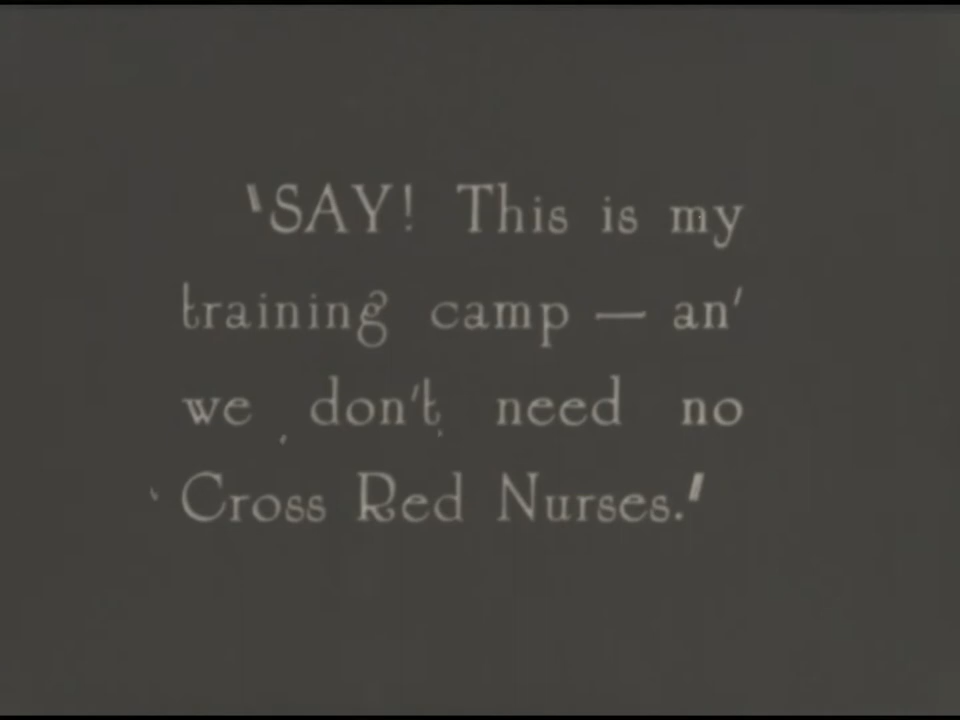 "SAY! This is my
training camp — an'
we don't need no
Cross Red Nurses."